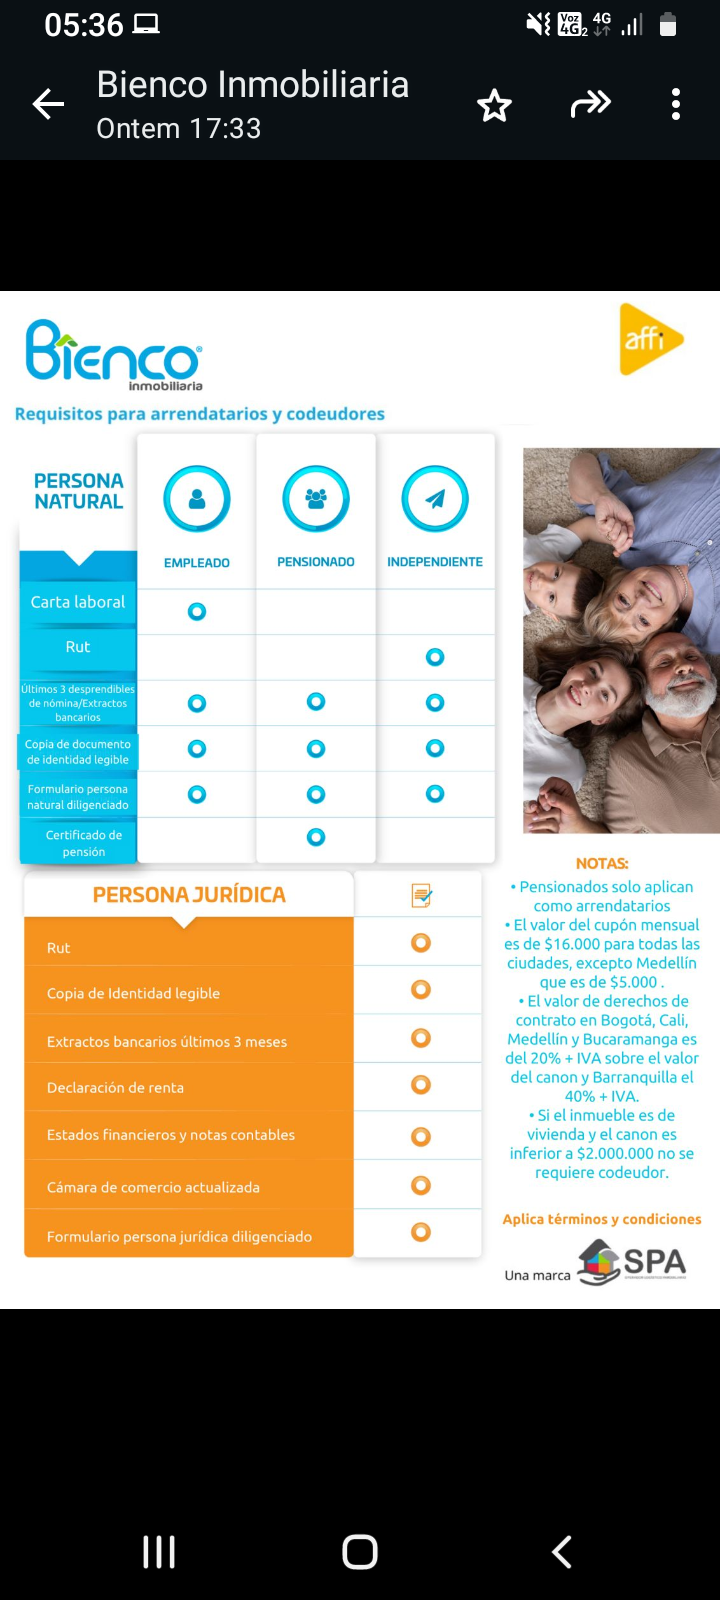 05:36
Voz
4G 2
4G
Bienco Inmobiliaria
Ontem 17:33
Bienco®
inmobiliaria
affi
Requisitos para arrendatarios y codeudores
PERSONA
NATURAL
EMPLEADO
PENSIONADO
INDEPENDIENTE
Carta laboral
Rut
Últimos 3 desprendibles
de nómina/Extractos
bancarios
Copia de documento
de identidad legible
Formulario persona
natural diligenciado
Certificado de
pensión
PERSONA JURÍDICA
Rut
Copia de Identidad legible
Extractos bancarios últimos 3 meses
Declaración de renta
Estados financieros y notas contables
Cámara de comercio actualizada
Formulario persona jurídica diligenciado
NOTAS:
• Pensionados solo aplican
como arrendatarios
• El valor del cupón mensual
es de $16.000 para todas las
ciudades, excepto Medellín
que es de $5.000 .
• El valor de derechos de
contrato en Bogotá, Cali,
Medellín y Bucaramanga es
del 20% + IVA sobre el valor
del canon y Barranquilla el
40% + IVA.
• Si el inmueble es de
vivienda y el canon es
inferior a $2.000.000 no se
requiere codeudor.
Aplica términos y condiciones
Una marca
SPA